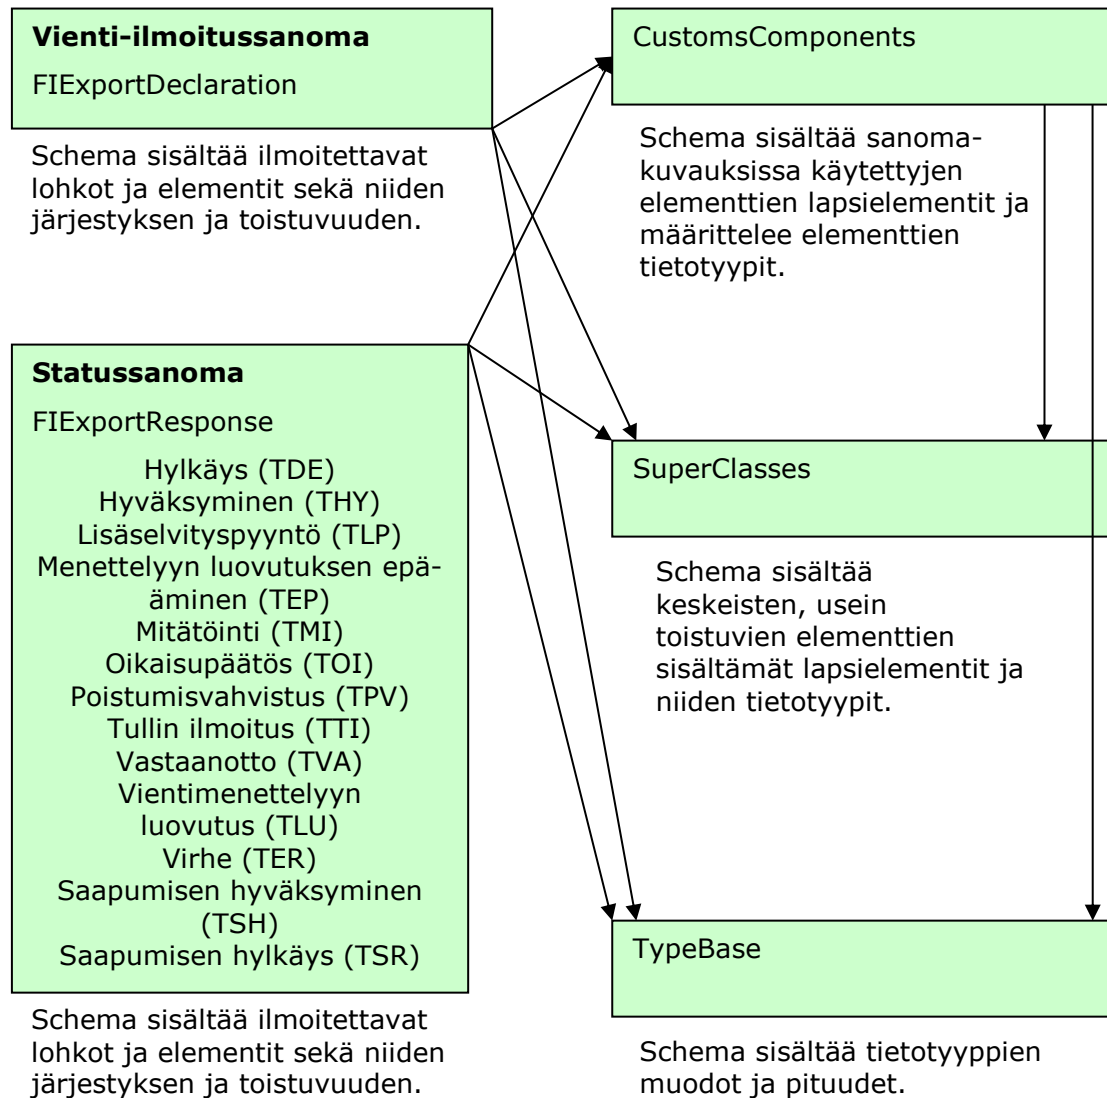 Vienti-ilmoitussanoma
FIExportDeclaration
Schema sisältää ilmoitettavat
lohkot ja elementit sekä niiden
järjestyksen ja toistuvuuden.
Statussanoma
FIExportResponse
Hylkäys (TDE)
Hyväksyminen (THY)
Lisäselvityspyyntö (TLP)
Menettelyyn luovutuksen epä-
ääminen (TEP)
Mitätöinti (TMI)
Oikaisupäätös (TOI)
Poistumisvahvistus (TPV)
Tullin ilmoitus (TTI)
Vastaanotto (TVA)
Vientimenettelyyn
luovutus (TLU)
Virhe (TER)
Saapumisen hyväksyminen
(TSH)
Saapumisen hylkäys (TSR)
Schema sisältää ilmoitettavat
lohkot ja elementit sekä niiden
järjestyksen ja toistuvuuden.
CustomsComponents
Schema sisältää sanoma-
kuvauksissa käytettyjen
elementtien lapsielementit ja
määrittelee elementtien
tietotyypit.
SuperClasses
Schema sisältää
keskeisten, usein
toistuvien elementtien
sisältämät lapsielementit ja
niiden tietotyypit.
TypeBase
Schema sisältää tietotyyppien
muodot ja pituudet.